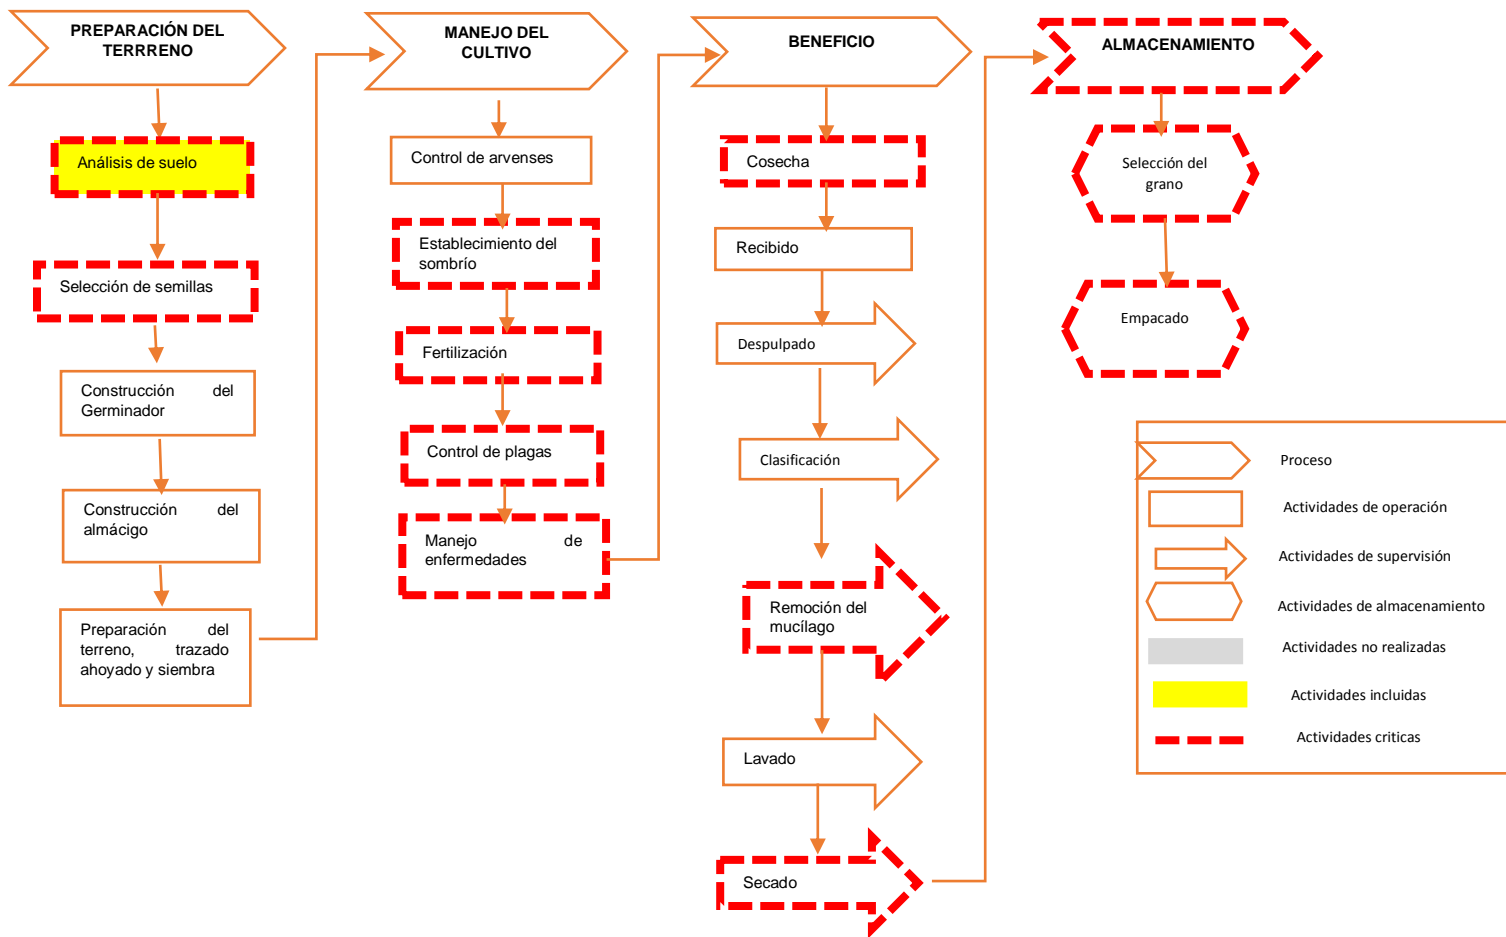 PREPARACIÓN DEL
TERRRENO
Análisis de suelo
Selección de semillas
Construcción del
Germinador
Construcción del
almácigo
Preparación del
terreno, trazado
ahoyado y siembra
MANEJO DEL
CULTIVO
Control de arvenses
Establecimiento del
sombrío
Fertilización
Control de plagas
Manejo de
enfermedades
BENEFICIO
Cosecha
Recibido
Despulpado
Clasificación
Remoción del
mucílago
Lavado
Secado
ALMACENAMIENTO
Selección del
grano
Empacado
Proceso
Actividades de operación
Actividades de supervisión
Actividades de almacenamiento
Actividades no realizadas
Actividades incluidas
Actividades criticas